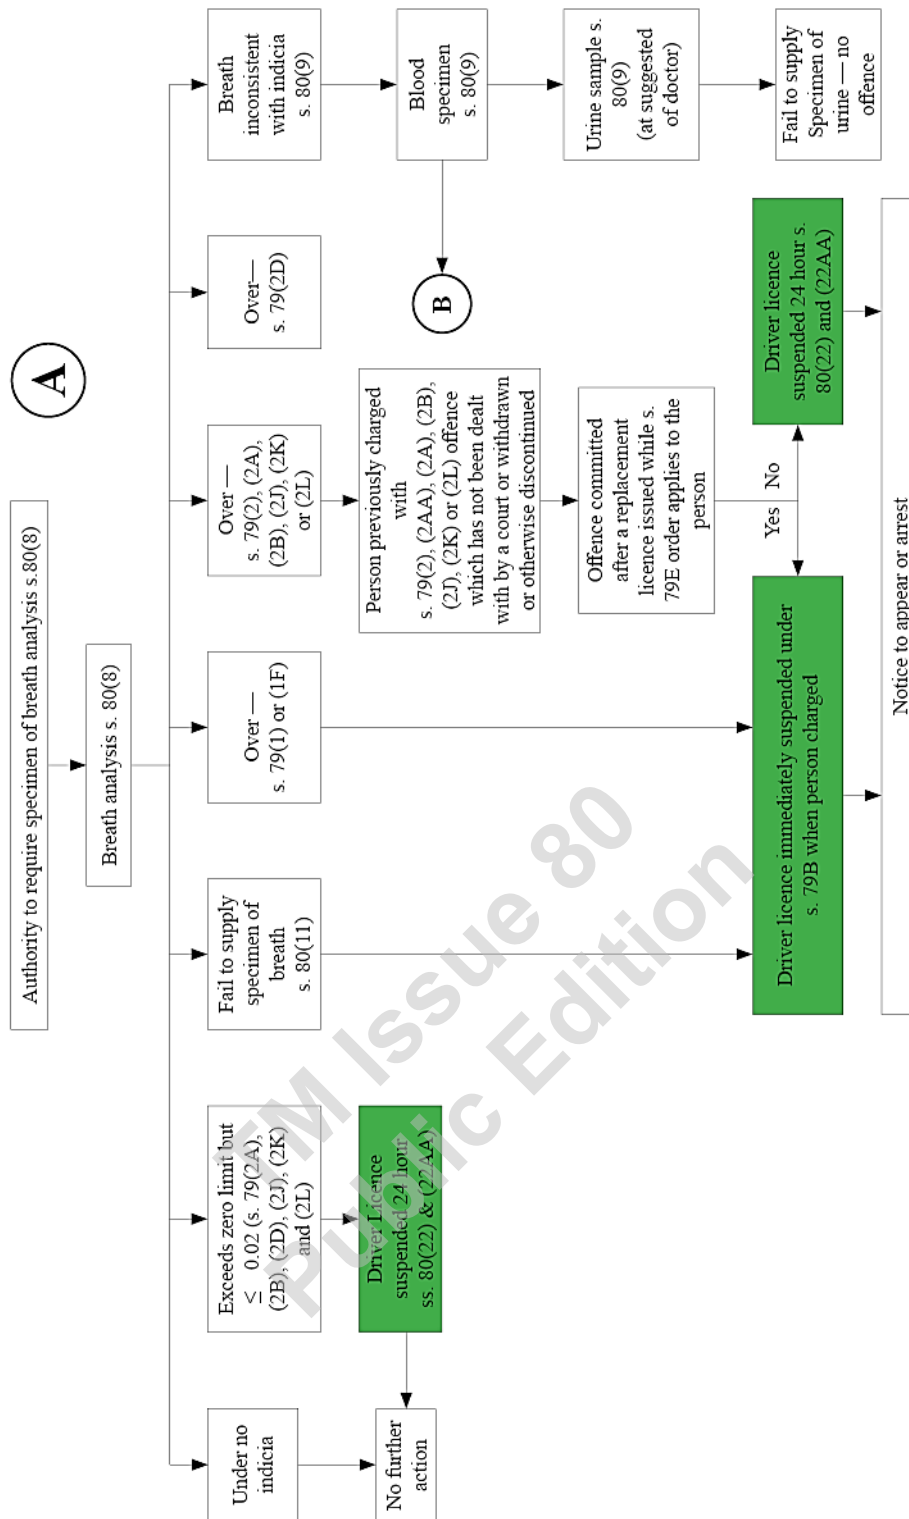 A
Authority to require specimen of breath analysis s.80(8)
Breath analysis s. 80(8)
Under no
indicia
No further
action
Exceeds zero limit but
≤ 0.02 (s. 79(2A),
(2B), (2D), (2J), (2K)
and (2L)
Driver Licence
suspended 24 hour
ss. 80(22) & (22AA)
Fail to supply
specimen of
breath
s. 80(11)
Over —
s. 79(1) or (1F)
Over —
s. 79(2), (2A),
(2B), (2J), (2K)
or (2L)
Person previously charged
with
s. 79(2), (2AA), (2A), (2B),
(2J), (2K) or (2L) offence
which has not been dealt
with by a court or withdrawn
or otherwise discontinued
Offence committed
after a replacement
licence issued while s.
79E order applies to the
person
Yes No
Driver licence immediately suspended under
s. 79B when person charged
Driver licence
suspended 24 hour s.
80(22) and (22AA)
Notice to appear or arrest
Over—
s. 79(2D)
Breath
inconsistent
with indicia
s. 80(9)
Blood
specimen
s. 80(9)
B
Urine sample s.
80(9)
(at suggested
of doctor)
Fail to supply
Specimen of
urine — no
offence
TM Issue 80
Public Edition